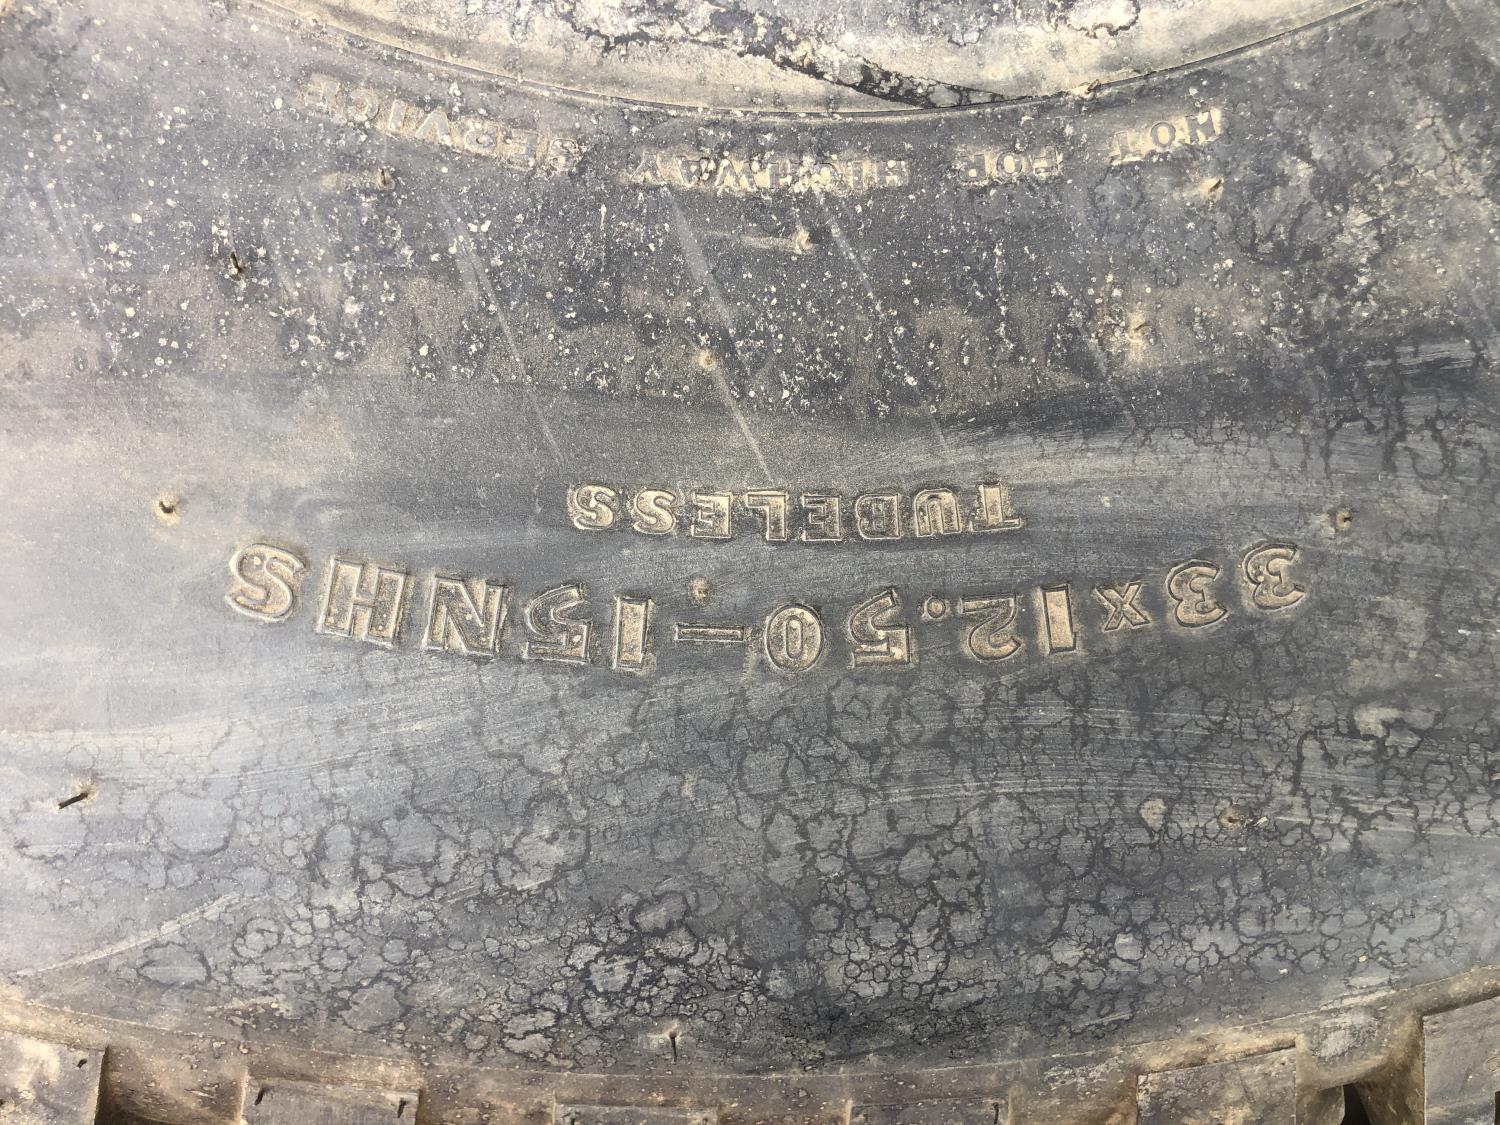 33x12.50-15NHS
TUBELESS
NOT FOR HIGHWAY SERVICE